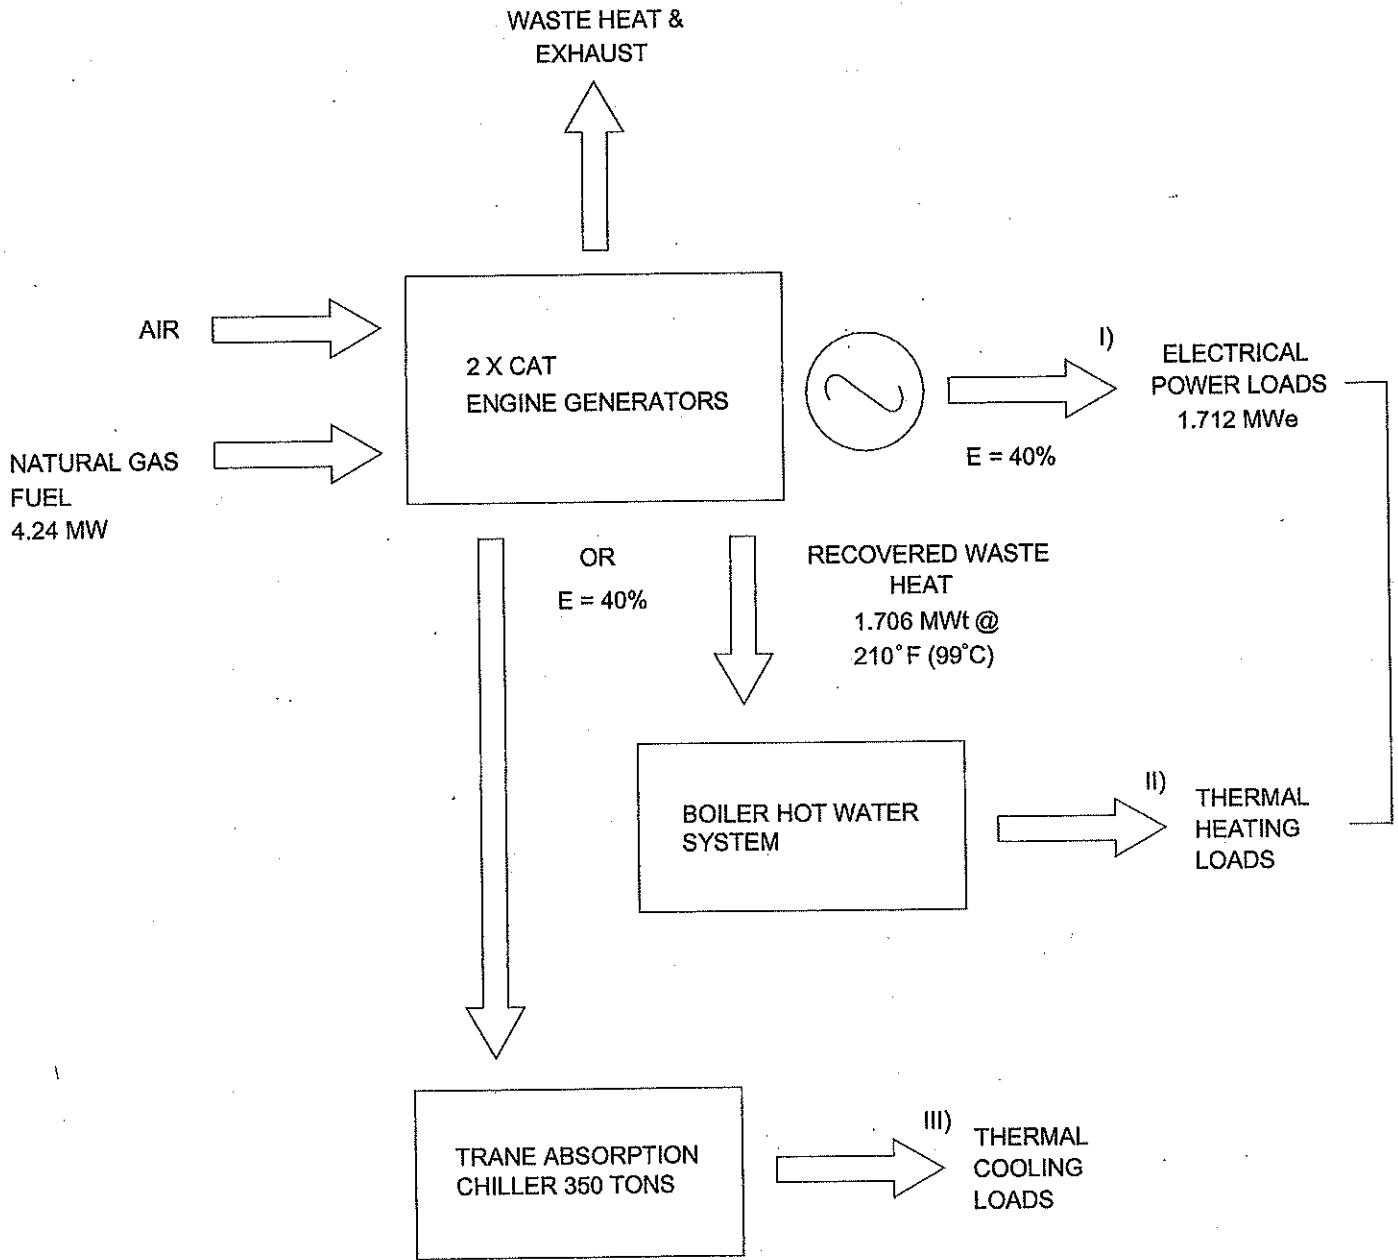 WASTE HEAT &
EXHAUST
AIR
NATURAL GAS
FUEL
4.24 MW
2 X CAT
ENGINE GENERATORS
I)
ELECTRICAL
POWER LOADS
1.712 MWe
E = 40%
OR
E = 40%
RECOVERED WASTE
HEAT
1.706 MWt @
210°F (99°C)
BOILER HOT WATER
SYSTEM
II)
THERMAL
HEATING
LOADS
TRANE ABSORPTION
CHILLER 350 TONS
III)
THERMAL
COOLING
LOADS